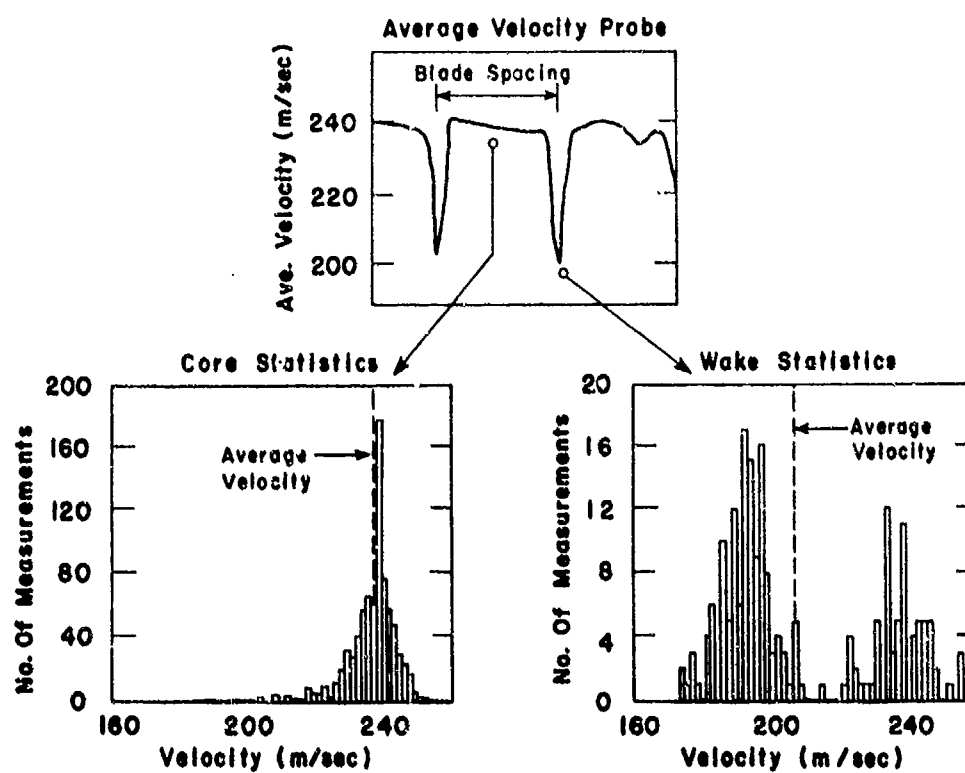 Average Velocity Probe
Blade Spacing
Ave. Velocity (m/sec)
240
220
200
Core Statistics
No. Of Measurements
200
160
120
80
40
0
Average
Velocity
160
200
240
Velocity (m/sec)
Wake Statistics
No. Of Measurements
20
16
12
8
4
0
Average
Velocity
160
200
240
Velocity (m/sec)